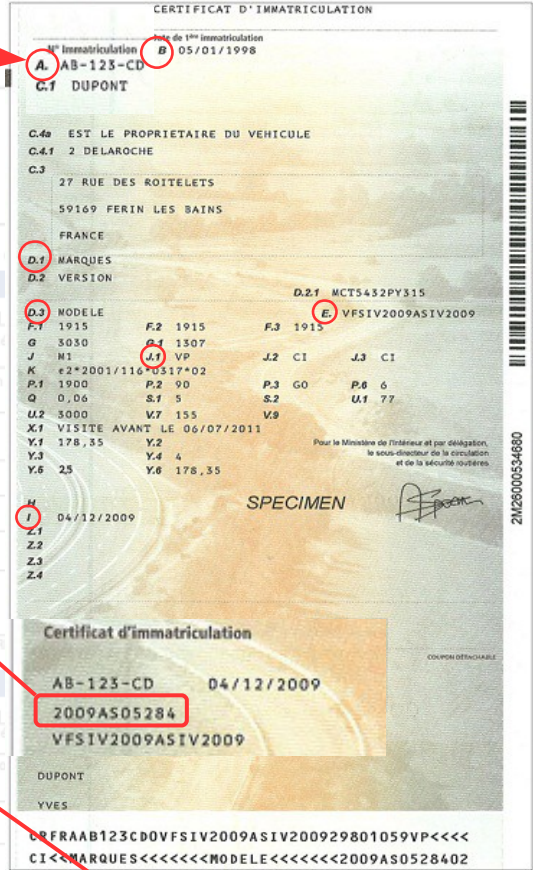 CERTIFICAT D'IMMATRICULATION
N° Immatriculation Date de 1ère immatriculation
A. AB-123-CD B 05/01/1998
C.1 DUPONT
C.4a EST LE PROPRIETAIRE DU VEHICULE
C.4.1 2 DELAROCHE
C.3
27 RUE DES ROITELETS
59169 FERIN LES BAINS
FRANCE
D.1 MARQUES
D.2 VERSION
D.2.1 MCT5432PY315
D.3 MODELE E. VFSIV2009ASIV2009
F.1 1915 F.2 1915 F.3 1915
G 3030 G.1 1307
J M1 J.1 VP J.2 CI J.3 CI
K e2*2001/116*0317*02
P.1 1900 P.2 90 P.3 GO P.6 6
Q 0,06 S.1 5 S.2 U.1 77
U.2 3000 V.7 155 V.9
X.1 VISITE AVANT LE 06/07/2011
Y.1 178,35 Y.2
Y.3 Y.4 4
Y.6 2,5 Y.6 178,35
Pour le Ministère de l'Intérieur et par délégation,
le sous-directeur de la circulation
et de la sécurité routières
H
SPECIMEN
I 04/12/2009
Z.1
Z.2
Z.3
Z.4
2M26000534680
Certificat d'immatriculation
COUPON DÉTACHABLE
AB-123-CD 04/12/2009
2009AS05284
VFSIV2009ASIV2009
DUPONT
YVES
CRFRAAB123CD0VFSIV2009ASIV200929801059VP<<<<
CI<<MARQUES<<<<<<<MODELE<<<<<<<2009AS0528402